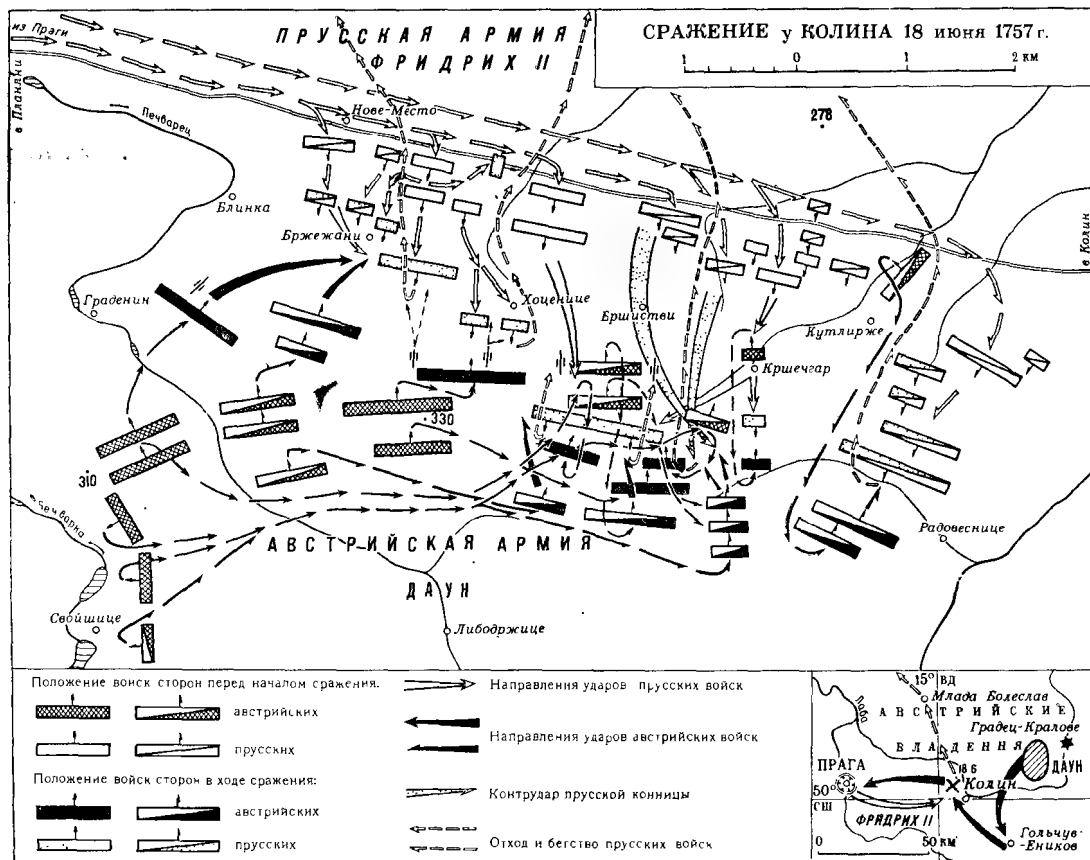 СРАЖЕНИЕ у КОЛИНА 18 июня 1757 г.
1 0 1 2 км
из Праги
ПРУССКАЯ АРМИЯ
ФРИДРИХ II
в Планяны
Печварец
Нове-Место
278
Блинка
Бржежани
в Колин
Граденин
Хоценице
Бршистви
Кутлирже
Кршечгар
330
310
Печварка
Радовеснице
АВСТРИЙСКАЯ АРМИЯ
ДАУН
Свойшице
Либодржице
Положение войск сторон перед началом сражения:
австрийских
прусских
Положение войск сторон в ходе сражения:
австрийских
прусских
Направления ударов прусских войск
Направления ударов австрийских войск
Контрудар прусской конницы
Отход и бегство прусских войск
15° ВД
Млада Болеслав
Лаба
АВСТРИЙСКИЕ
Градец-Кралове
ВЛАДЕНИЯ
ДАУН
ПРАГА
18 6
Колин
50°
СШ
ФРИДРИХ II
Гольчув-
-Еников
0 50 км